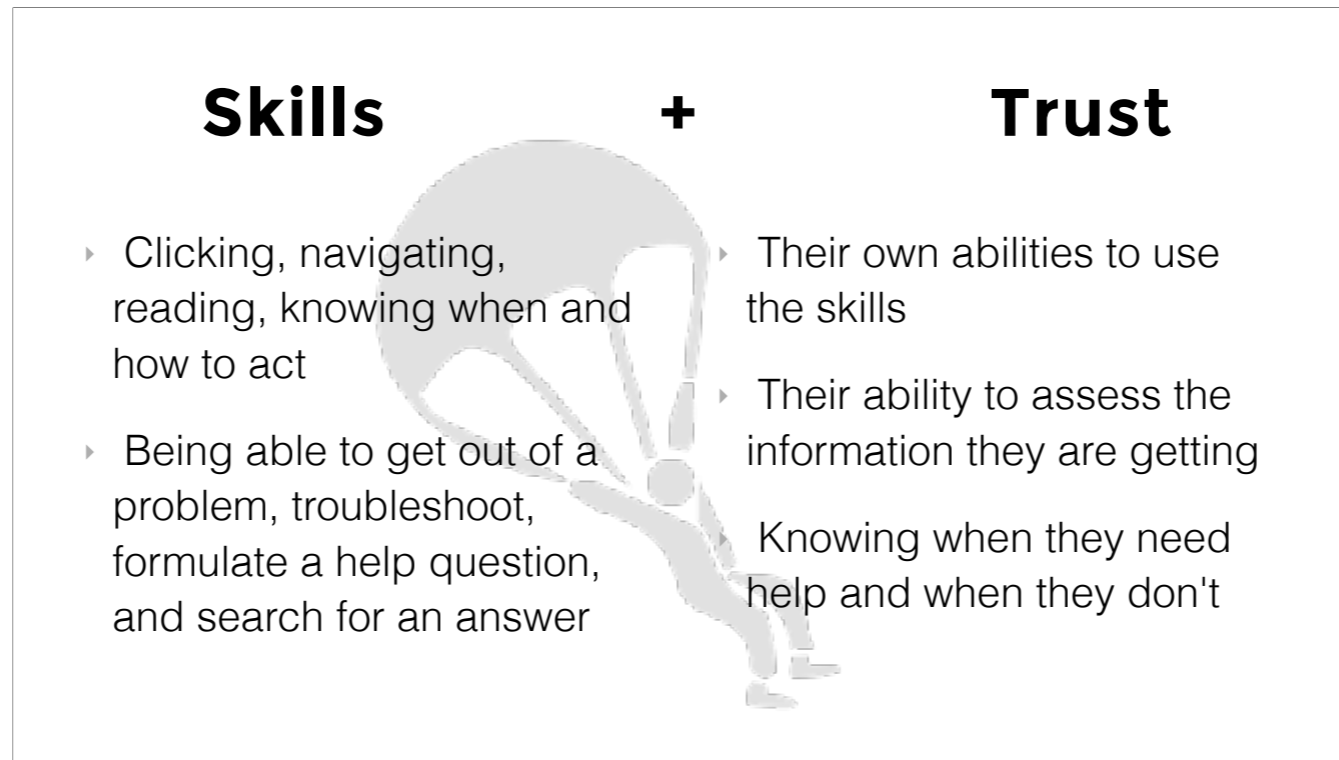 Skills + Trust
Clicking, navigating,
reading, knowing when and
how to act
Being able to get out of a
problem, troubleshoot,
formulate a help question,
and search for an answer
Their own abilities to use
the skills
Their ability to assess the
information they are getting
Knowing when they need
help and when they don't